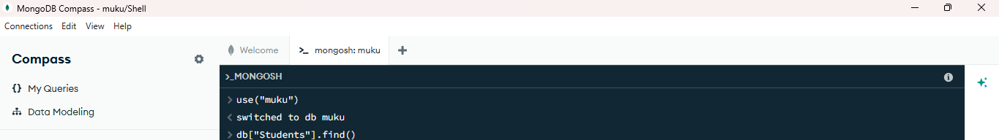 MongoDB Compass - muku/Shell
Connections Edit View Help
Compass
My Queries
Data Modeling
Welcome
>_ mongosh: muku
>_MONGOSH
> use("muku")
< switched to db muku
> db["Students"].find()